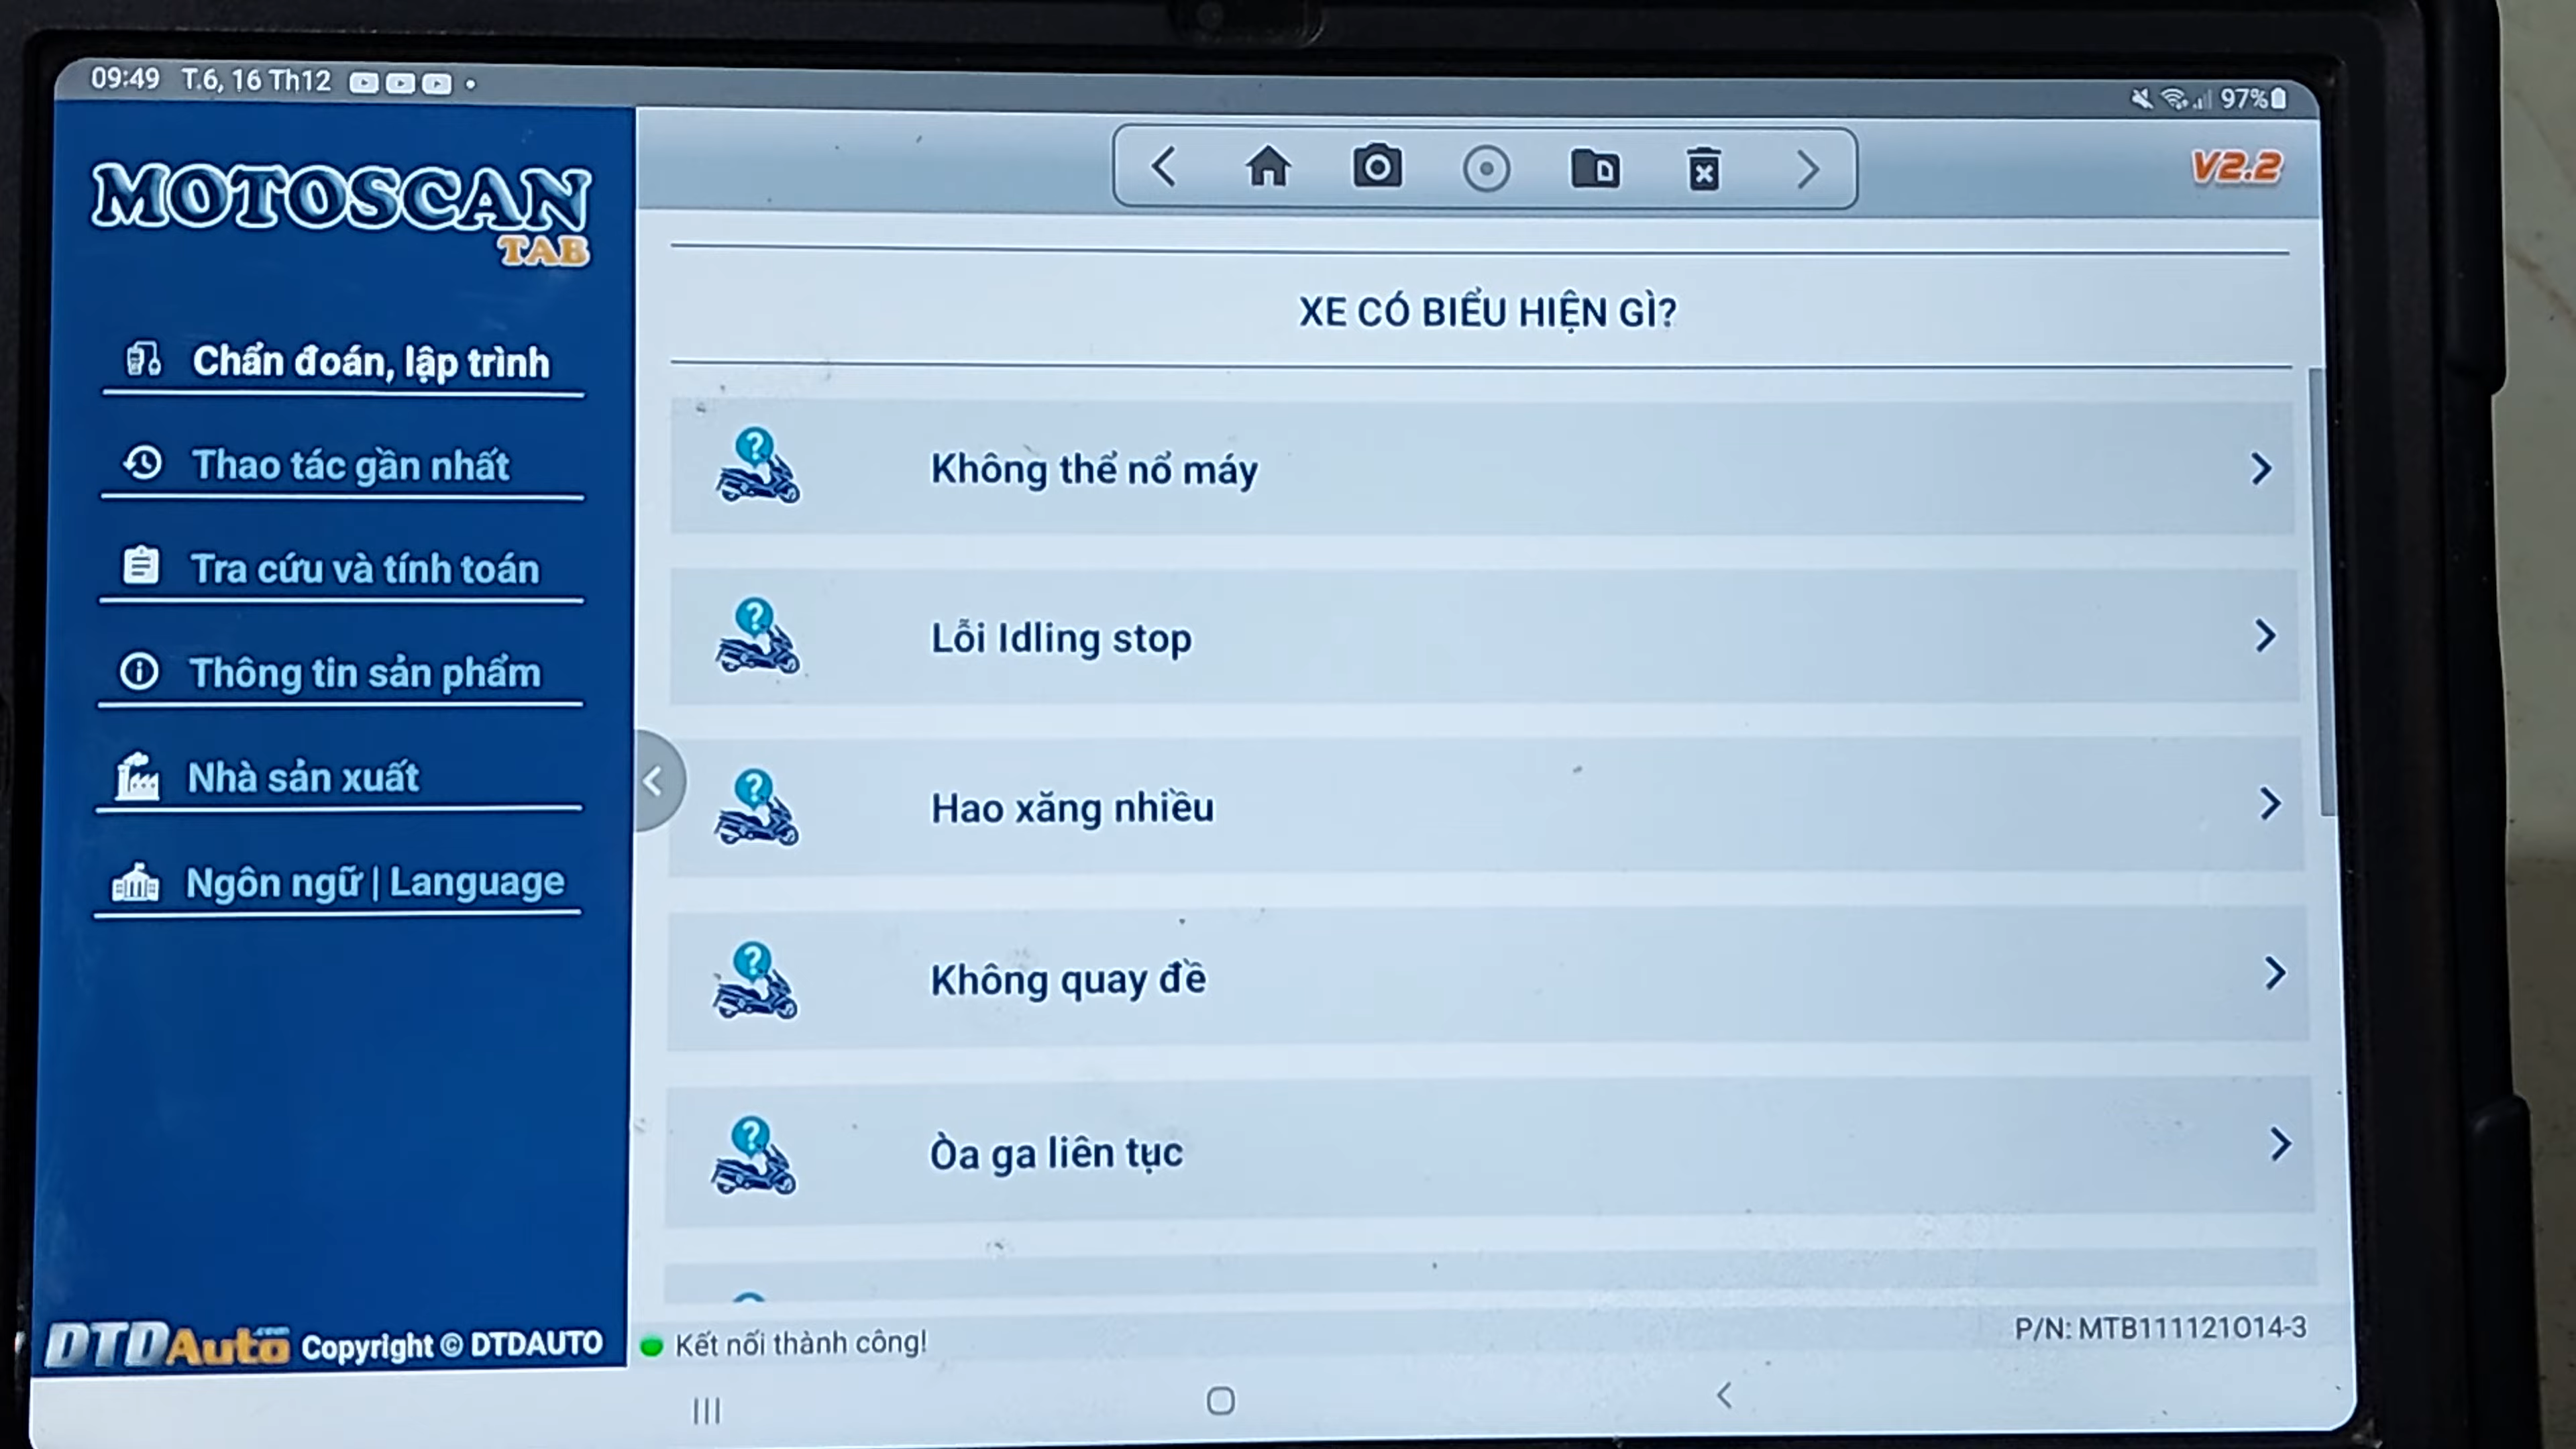 09:49 T.6, 16 Th12
97%
MOTOSCAN
TAB
Chẩn đoán, lập trình
Thao tác gần nhất
Tra cứu và tính toán
Thông tin sản phẩm
Nhà sản xuất
Ngôn ngữ | Language
DTDAuto.com Copyright © DTDAUTO
V2.2
XE CÓ BIỂU HIỆN GÌ?
Không thể nổ máy
Lỗi Idling stop
Hao xăng nhiều
Không quay đề
Òa ga liên tục
Kết nối thành công!
P/N: MTB111121O14-3